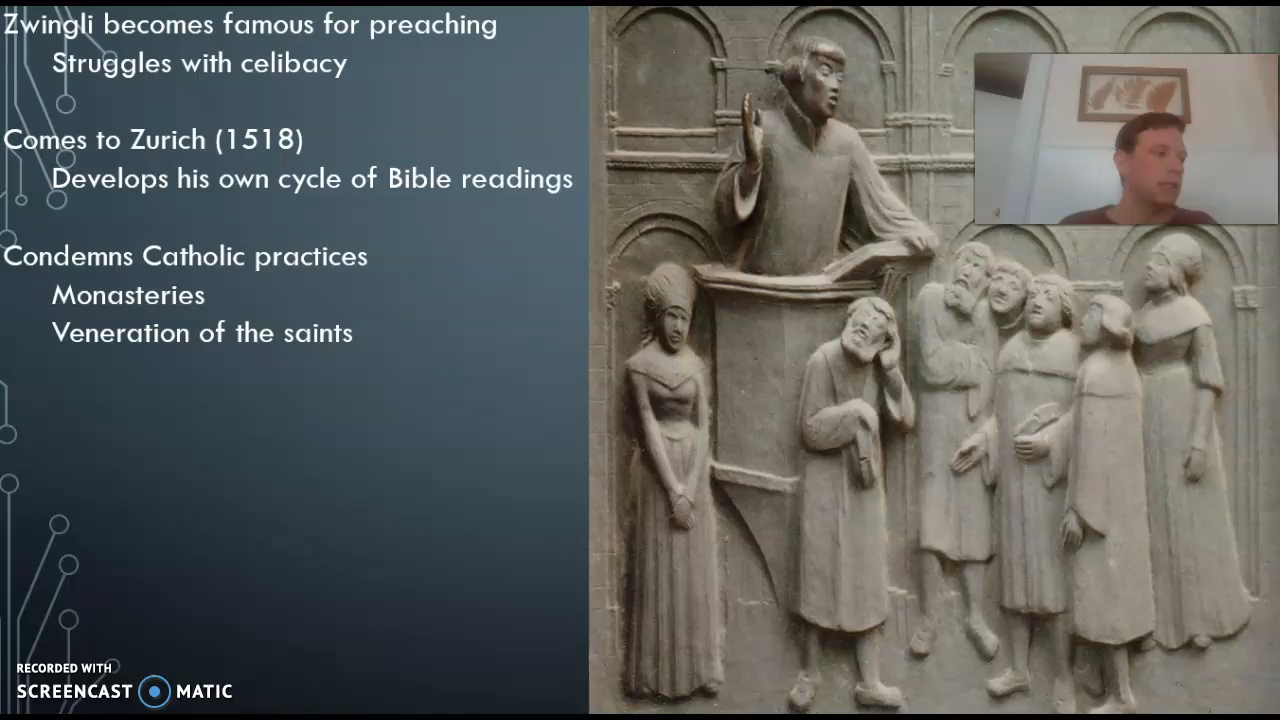 Zwingli becomes famous for preaching
Struggles with celibacy
Comes to Zurich (1518)
Develops his own cycle of Bible readings
Condemns Catholic practices
Monasteries
Veneration of the saints
RECORDED WITH
SCREENCAST MATIC